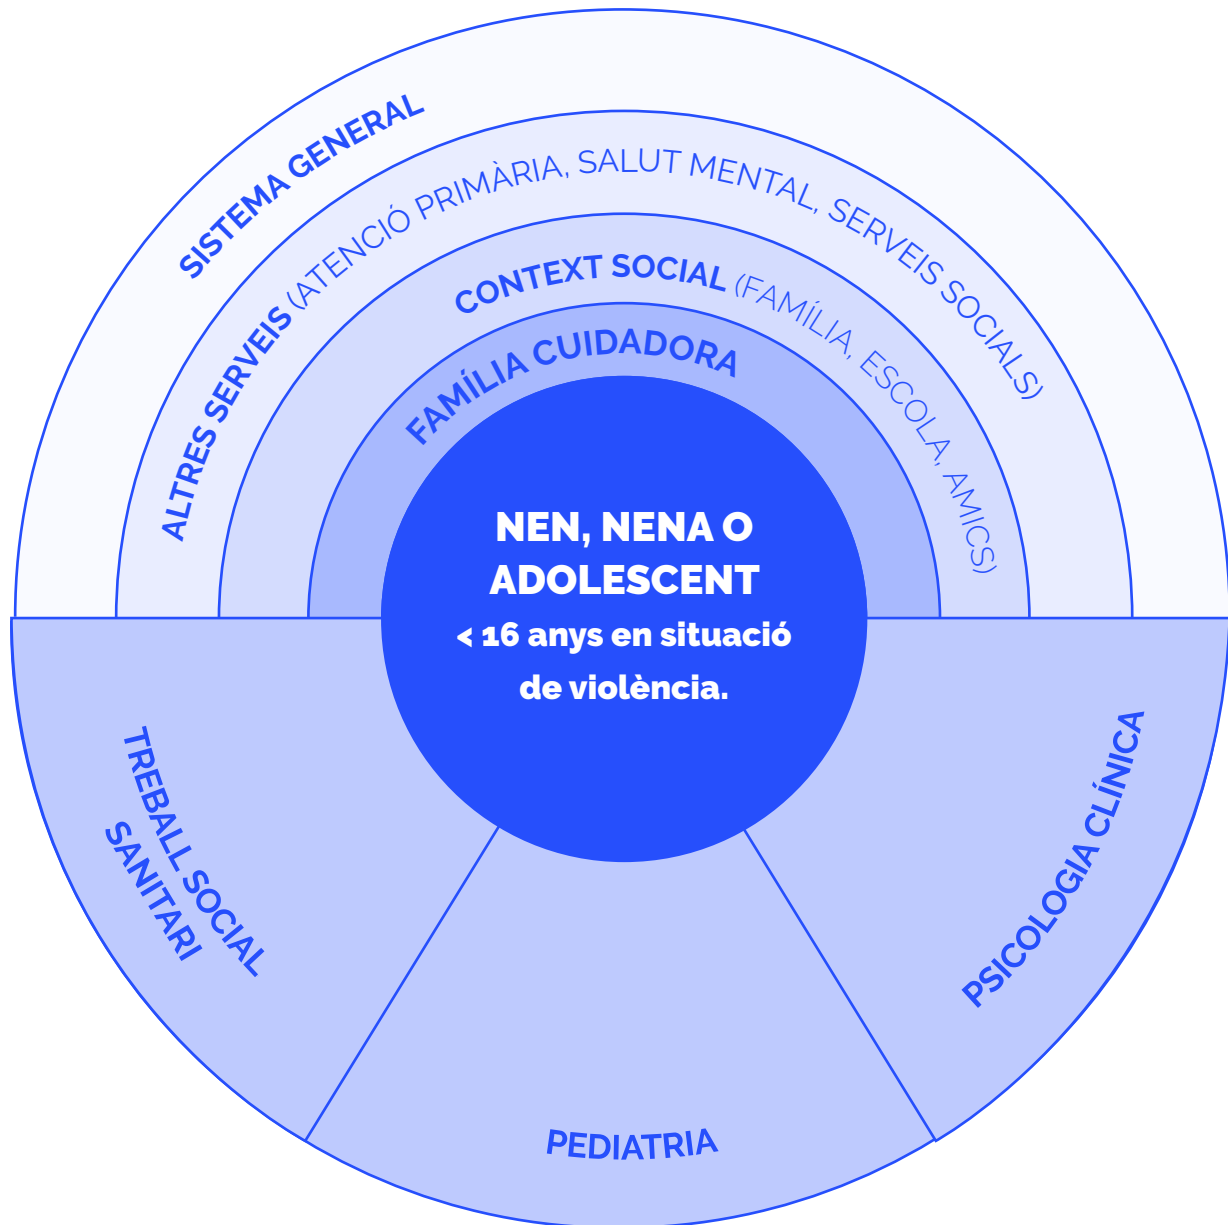 SISTEMA GENERAL
ALTRES SERVEIS (ATENCIÓ PRIMÀRIA, SALUT MENTAL, SERVEIS SOCIALS)
CONTEXT SOCIAL (FAMÍLIA, ESCOLA, AMICS)
FAMÍLIA CUIDADORA
NEN, NENA O
ADOLESCENT
< 16 anys en situació
de violència.
TREBALL SOCIAL
SANITARI
PEDIATRIA
PSICOLOGIA CLÍNICA